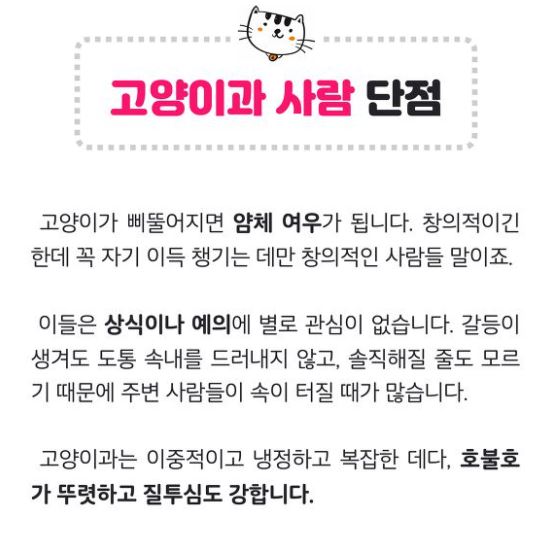 고양이과 사람 단점
고양이가 삐뚤어지면 얌체 여우가 됩니다. 창의적이긴
한데 꼭 자기 이득 챙기는 데만 창의적인 사람들 말이죠.
이들은 상식이나 예의에 별로 관심이 없습니다. 갈등이
생겨도 도통 속내를 드러내지 않고, 솔직해질 줄도 모르
기 때문에 주변 사람들이 속이 터질 때가 많습니다.
고양이과는 이중적이고 냉정하고 복잡한 데다, 호불호
가 뚜렷하고 질투심도 강합니다.